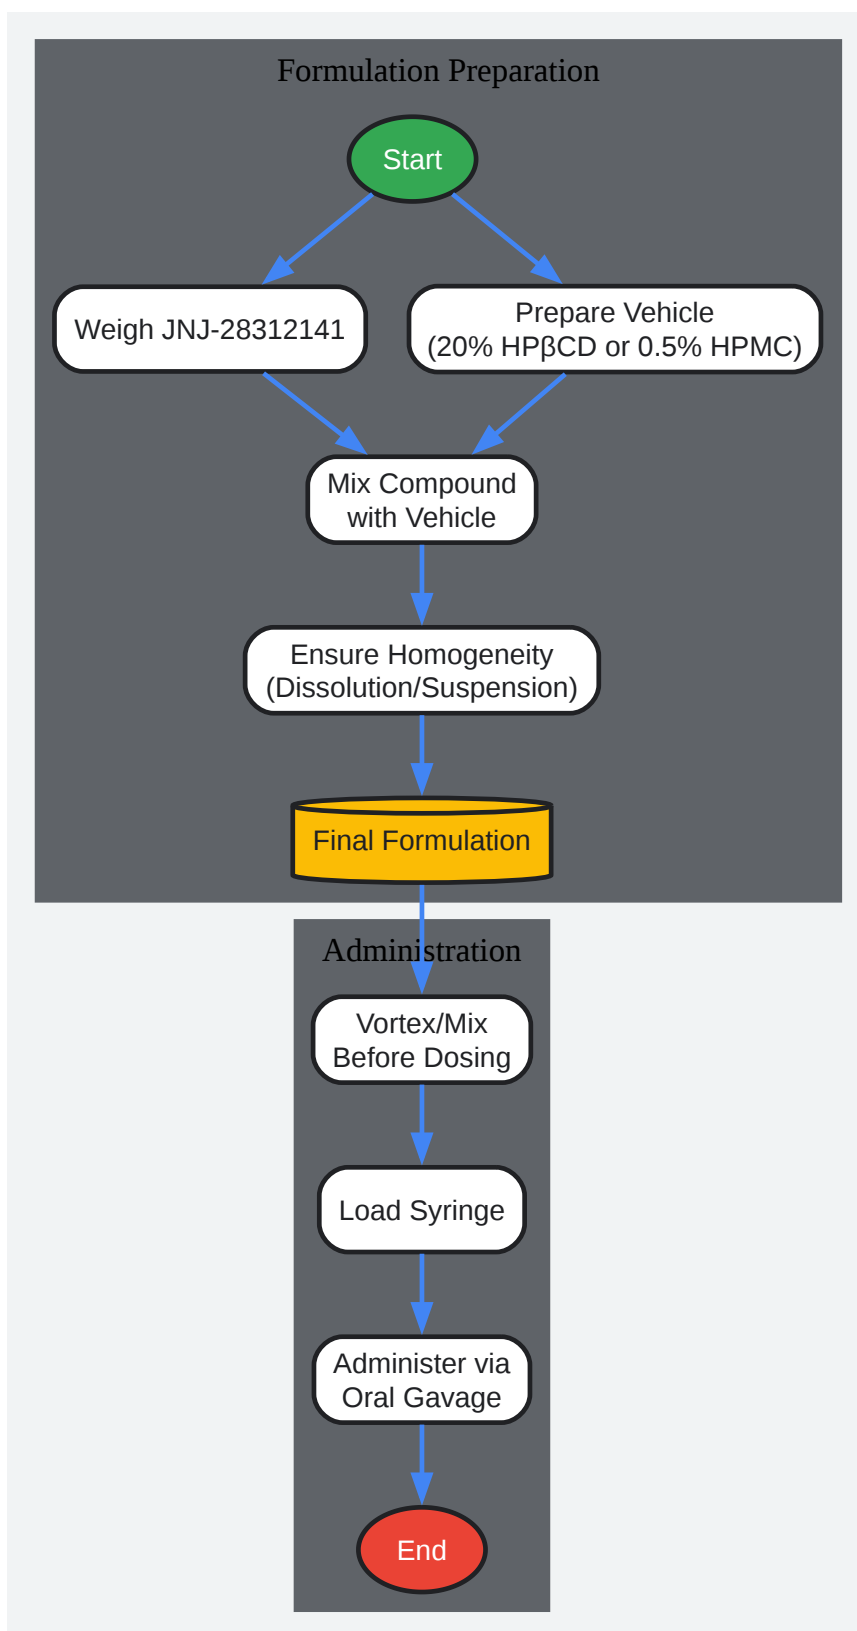 Formulation Preparation
Start
Weigh JNJ-28312141
Prepare Vehicle
(20% HPβCD or 0.5% HPMC)
Mix Compound
with Vehicle
Ensure Homogeneity
(Dissolution/Suspension)
Final Formulation
Administration
Vortex/Mix
Before Dosing
Load Syringe
Administer via
Oral Gavage
End